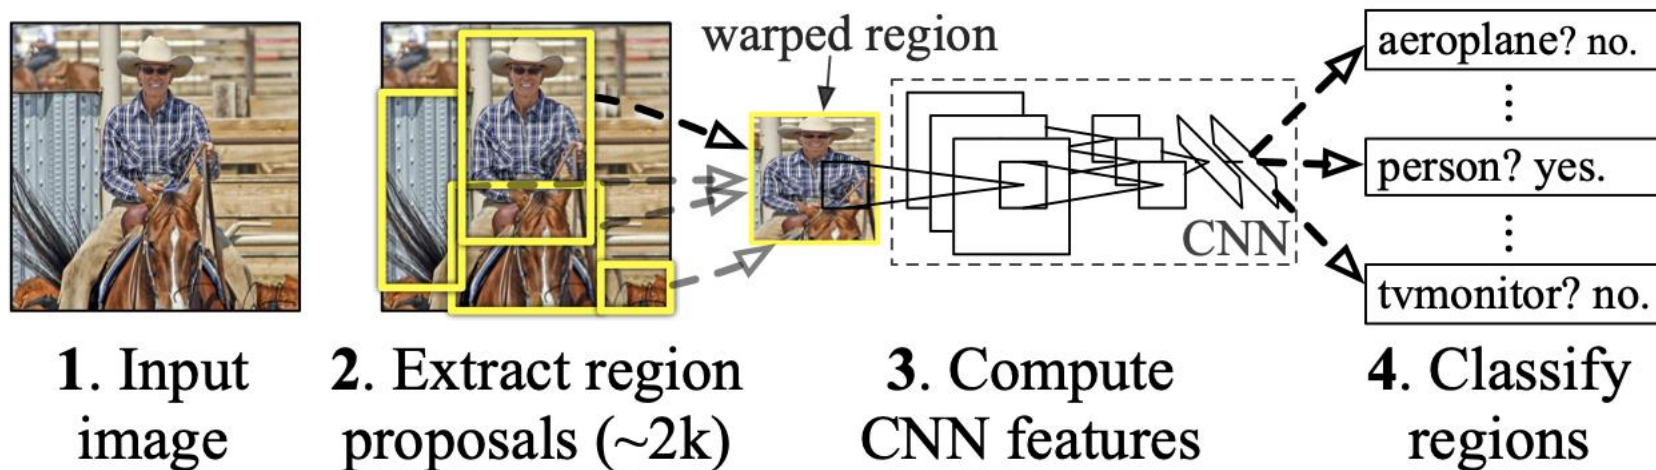 warped region
aeroplane? no.
person? yes.
CNN
tvmonitor? no.
1. Input
image
2. Extract region
proposals (~2k)
3. Compute
CNN features
4. Classify
regions